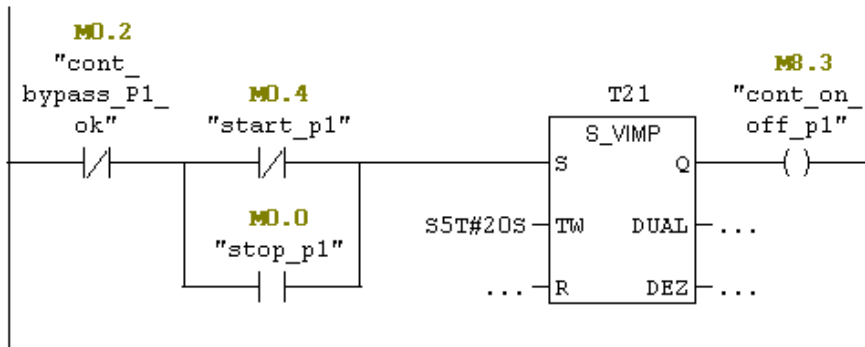 M0.2
"cont_
bypass_P1_
ok"
M0.4
"start_p1"
T21
M8.3
"cont_on_
off_p1"
S_VIMP
S
Q
M0.0
"stop_p1"
S5T#20S
TW
DUAL
...
...
R
DEZ
...